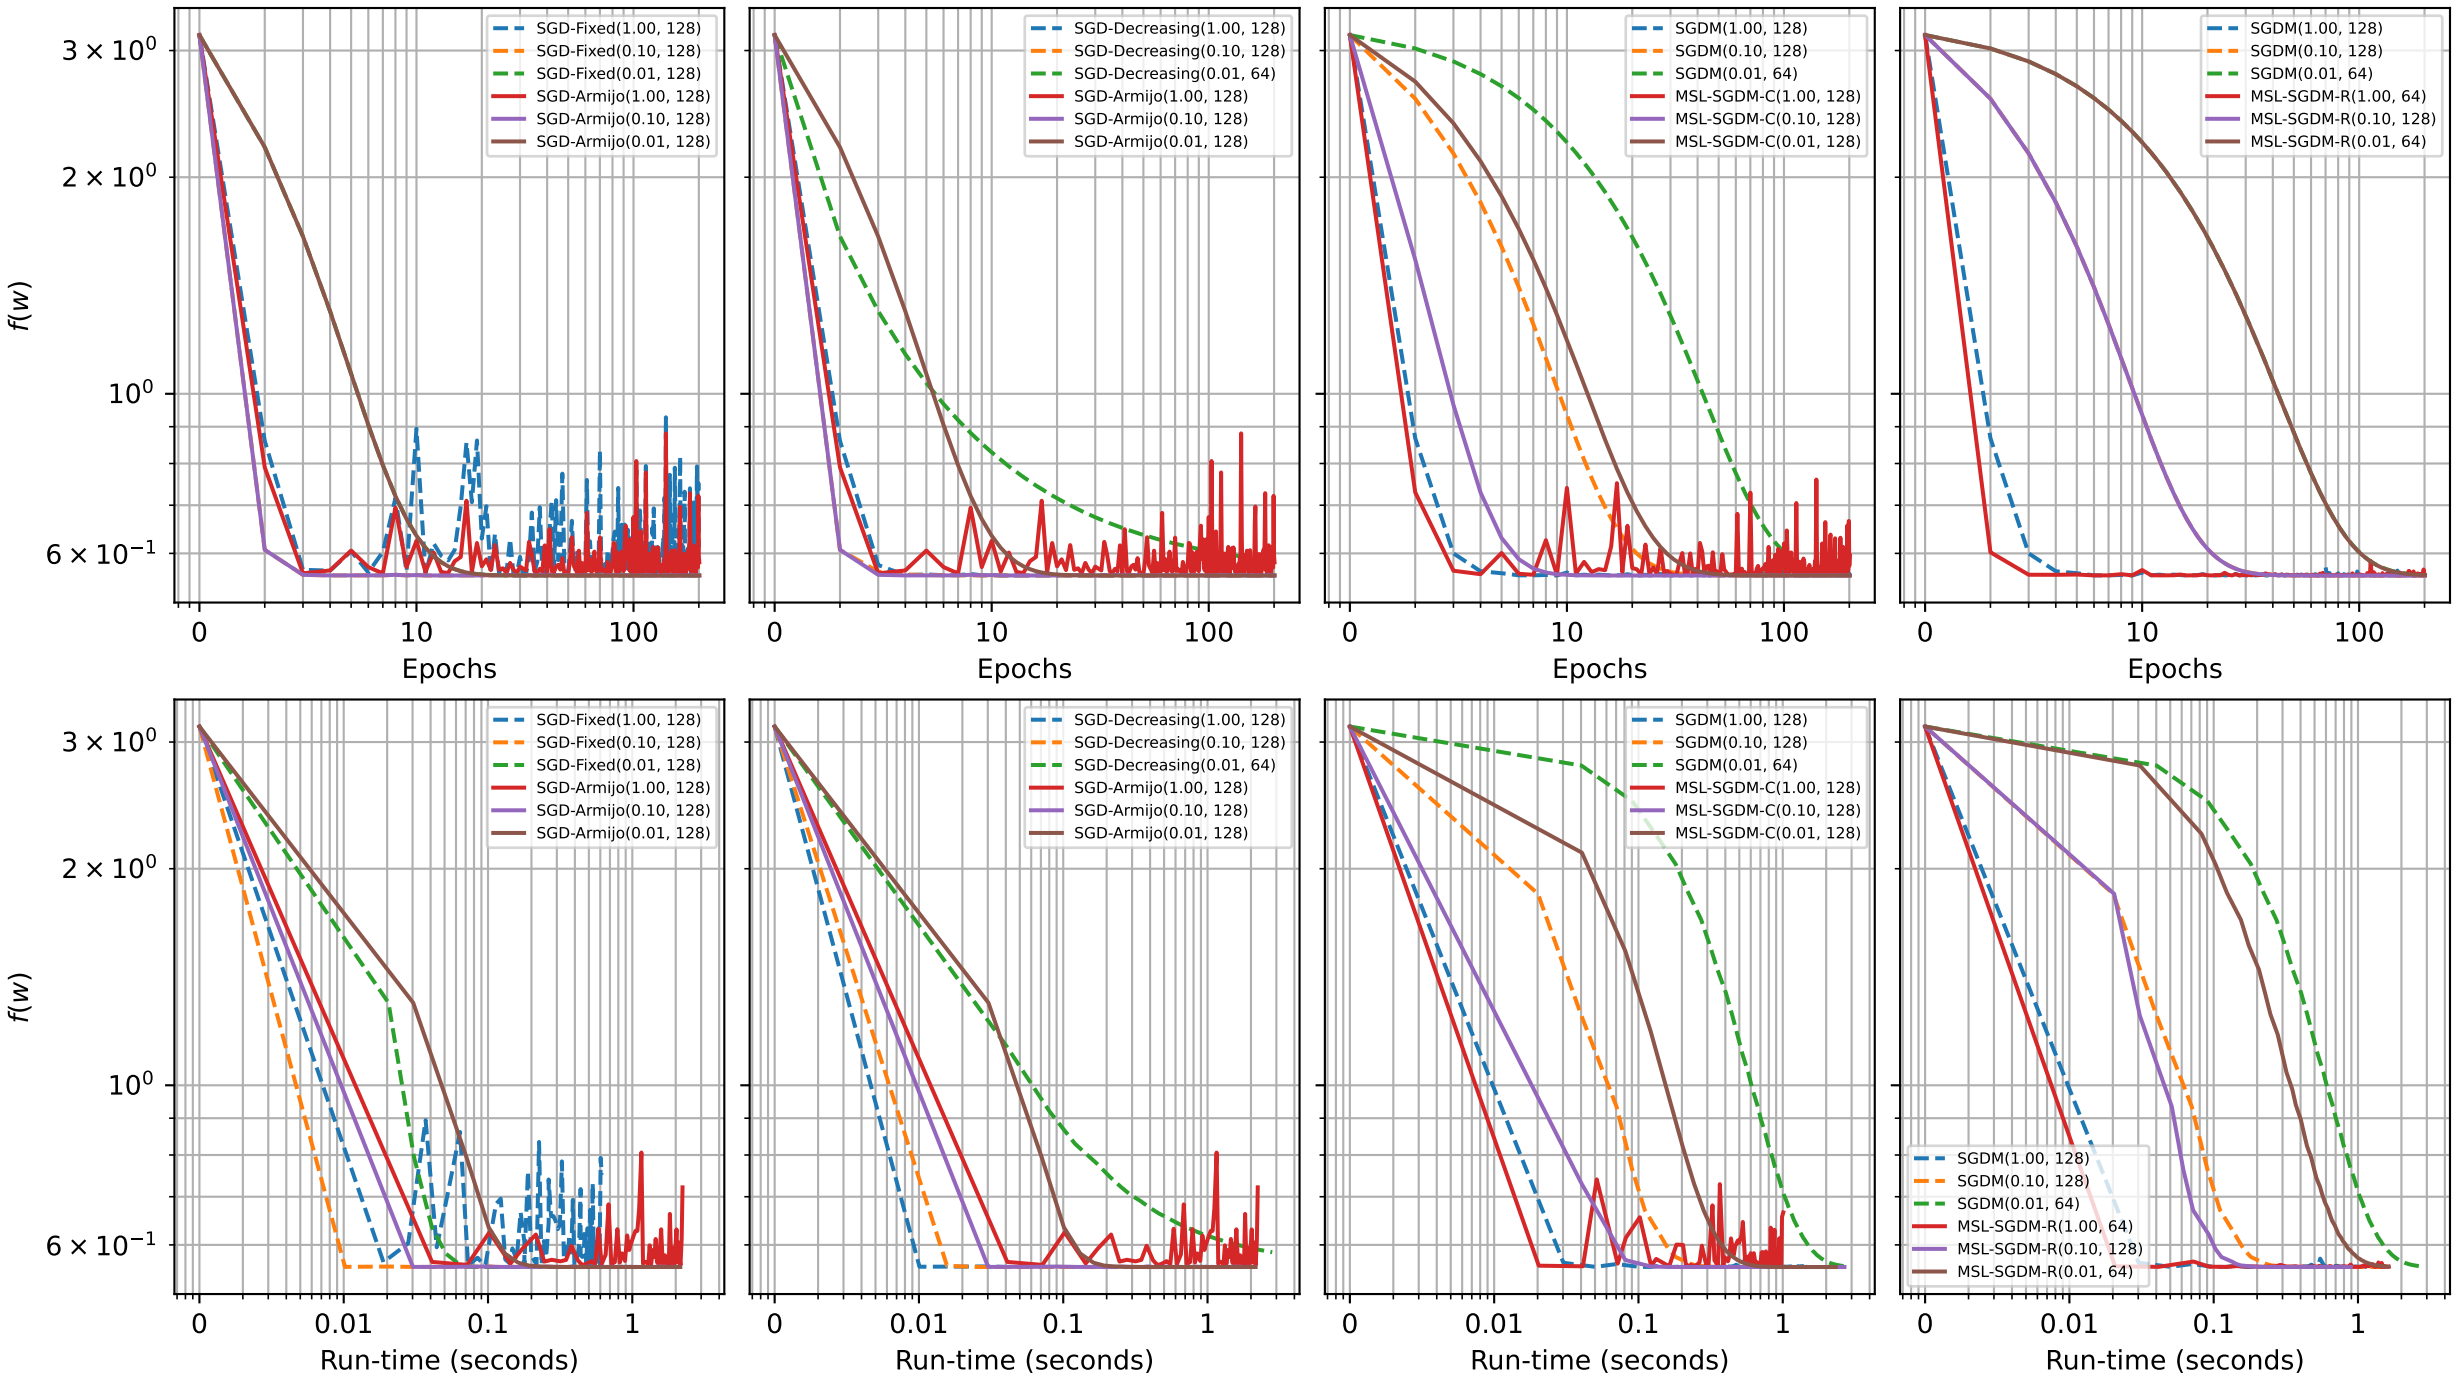 f(w)
3 × 10⁰
2 × 10⁰
10⁰
6 × 10⁻¹
SGD-Fixed(1.00, 128)
SGD-Fixed(0.10, 128)
SGD-Fixed(0.01, 128)
SGD-Armijo(1.00, 128)
SGD-Armijo(0.10, 128)
SGD-Armijo(0.01, 128)
0 10 100
Epochs
SGD-Decreasing(1.00, 128)
SGD-Decreasing(0.10, 128)
SGD-Decreasing(0.01, 64)
SGD-Armijo(1.00, 128)
SGD-Armijo(0.10, 128)
SGD-Armijo(0.01, 128)
0 10 100
Epochs
SGDM(1.00, 128)
SGDM(0.10, 128)
SGDM(0.01, 64)
MSL-SGDM-C(1.00, 128)
MSL-SGDM-C(0.10, 128)
MSL-SGDM-C(0.01, 128)
0 10 100
Epochs
SGDM(1.00, 128)
SGDM(0.10, 128)
SGDM(0.01, 64)
MSL-SGDM-R(1.00, 64)
MSL-SGDM-R(0.10, 128)
MSL-SGDM-R(0.01, 64)
0 10 100
Epochs
f(w)
3 × 10⁰
2 × 10⁰
10⁰
6 × 10⁻¹
SGD-Fixed(1.00, 128)
SGD-Fixed(0.10, 128)
SGD-Fixed(0.01, 128)
SGD-Armijo(1.00, 128)
SGD-Armijo(0.10, 128)
SGD-Armijo(0.01, 128)
0 0.01 0.1 1
Run-time (seconds)
SGD-Decreasing(1.00, 128)
SGD-Decreasing(0.10, 128)
SGD-Decreasing(0.01, 64)
SGD-Armijo(1.00, 128)
SGD-Armijo(0.10, 128)
SGD-Armijo(0.01, 128)
0 0.01 0.1 1
Run-time (seconds)
SGDM(1.00, 128)
SGDM(0.10, 128)
SGDM(0.01, 64)
MSL-SGDM-C(1.00, 128)
MSL-SGDM-C(0.10, 128)
MSL-SGDM-C(0.01, 128)
0 0.01 0.1 1
Run-time (seconds)
SGDM(1.00, 128)
SGDM(0.10, 128)
SGDM(0.01, 64)
MSL-SGDM-R(1.00, 64)
MSL-SGDM-R(0.10, 128)
MSL-SGDM-R(0.01, 64)
0 0.01 0.1 1
Run-time (seconds)